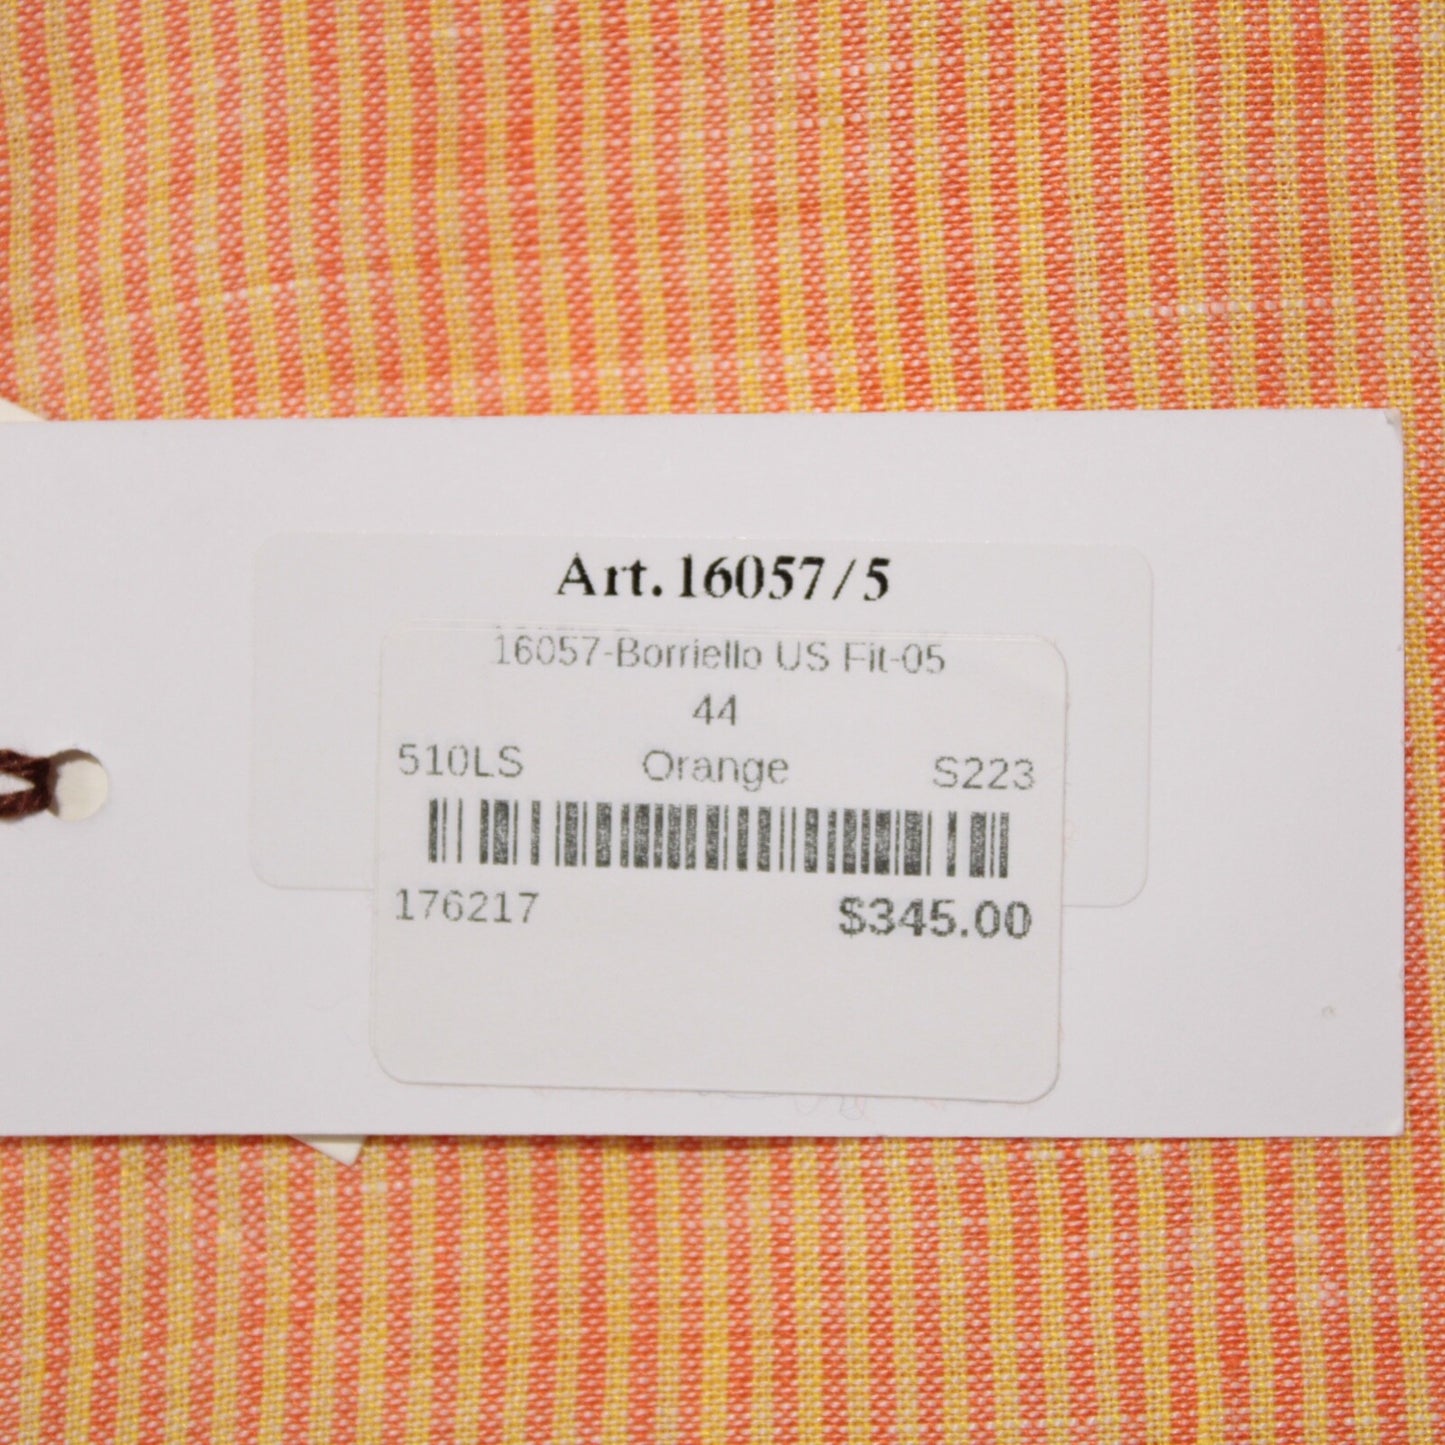 Art. 16057/5
16057-Borriello US Fit-05
44
510LS Orange S223
176217 $345.00